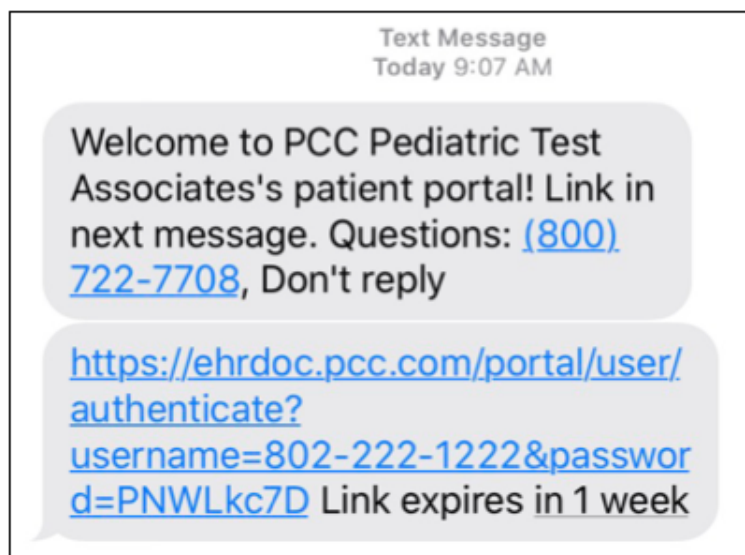 Text Message
Today 9:07 AM
Welcome to PCC Pediatric Test
Associates's patient portal! Link in
next message. Questions: (800)
722-7708, Don't reply
https://ehrdoc.pcc.com/portal/user/
authenticate?
username=802-222-1222&passwor
d=PNWLkc7D Link expires in 1 week